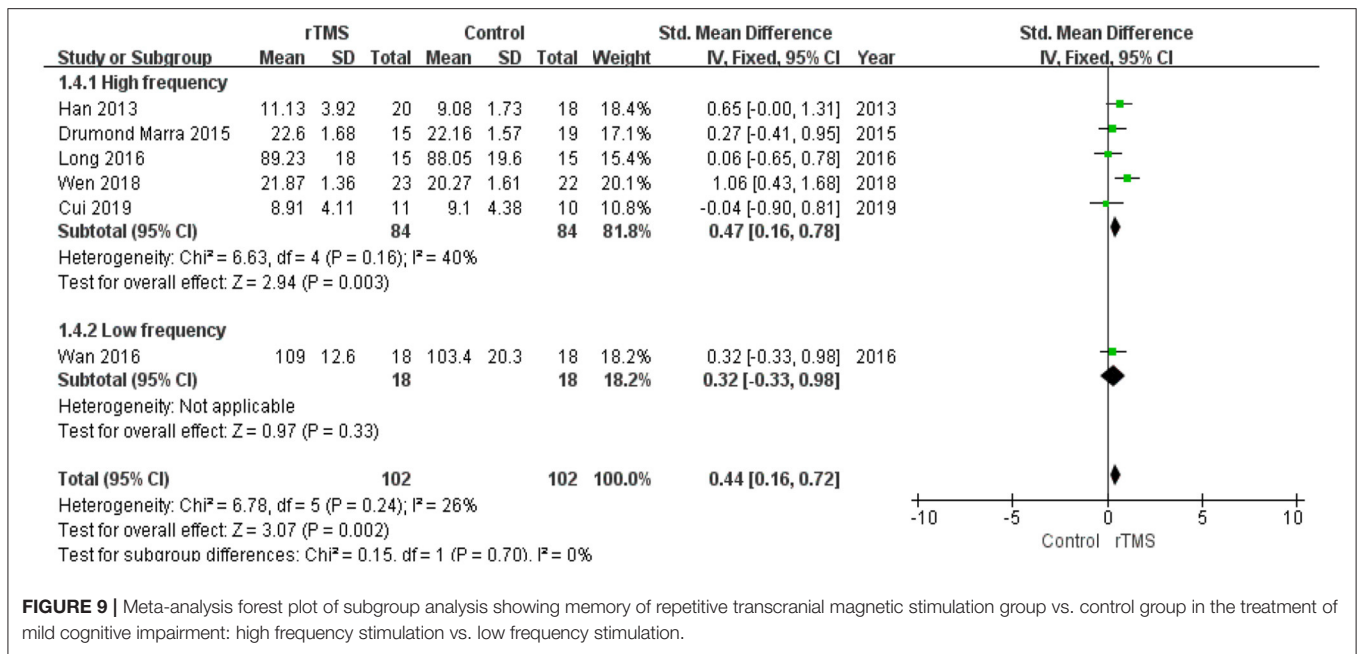 rTMS Control Std. Mean Difference Std. Mean Difference
Study or Subgroup Mean SD Total Mean SD Total Weight IV, Fixed, 95% CI Year IV, Fixed, 95% CI
1.4.1 High frequency
Han 2013 11.13 3.92 20 9.08 1.73 18 18.4% 0.65 [-0.00, 1.31] 2013
Drumond Marra 2015 22.6 1.68 15 22.16 1.57 19 17.1% 0.27 [-0.41, 0.95] 2015
Long 2016 89.23 18 15 88.05 19.6 15 15.4% 0.06 [-0.65, 0.78] 2016
Wen 2018 21.87 1.36 23 20.27 1.61 22 20.1% 1.06 [0.43, 1.68] 2018
Cui 2019 8.91 4.11 11 9.1 4.38 10 10.8% -0.04 [-0.90, 0.81] 2019
Subtotal (95% CI) 84 84 81.8% 0.47 [0.16, 0.78]
Heterogeneity: Chi² = 6.63, df = 4 (P = 0.16); I² = 40%
Test for overall effect: Z = 2.94 (P = 0.003)
1.4.2 Low frequency
Wan 2016 109 12.6 18 103.4 20.3 18 18.2% 0.32 [-0.33, 0.98] 2016
Subtotal (95% CI) 18 18 18.2% 0.32 [-0.33, 0.98]
Heterogeneity: Not applicable
Test for overall effect: Z = 0.97 (P = 0.33)
Total (95% CI) 102 102 100.0% 0.44 [0.16, 0.72]
Heterogeneity: Chi² = 6.78, df = 5 (P = 0.24); I² = 26%
Test for overall effect: Z = 3.07 (P = 0.002)
Test for subgroup differences: Chi² = 0.15. df = 1 (P = 0.70). I² = 0%
-10 -5 0 5 10
Control rTMS
FIGURE 9 | Meta-analysis forest plot of subgroup analysis showing memory of repetitive transcranial magnetic stimulation group vs. control group in the treatment of
mild cognitive impairment: high frequency stimulation vs. low frequency stimulation.